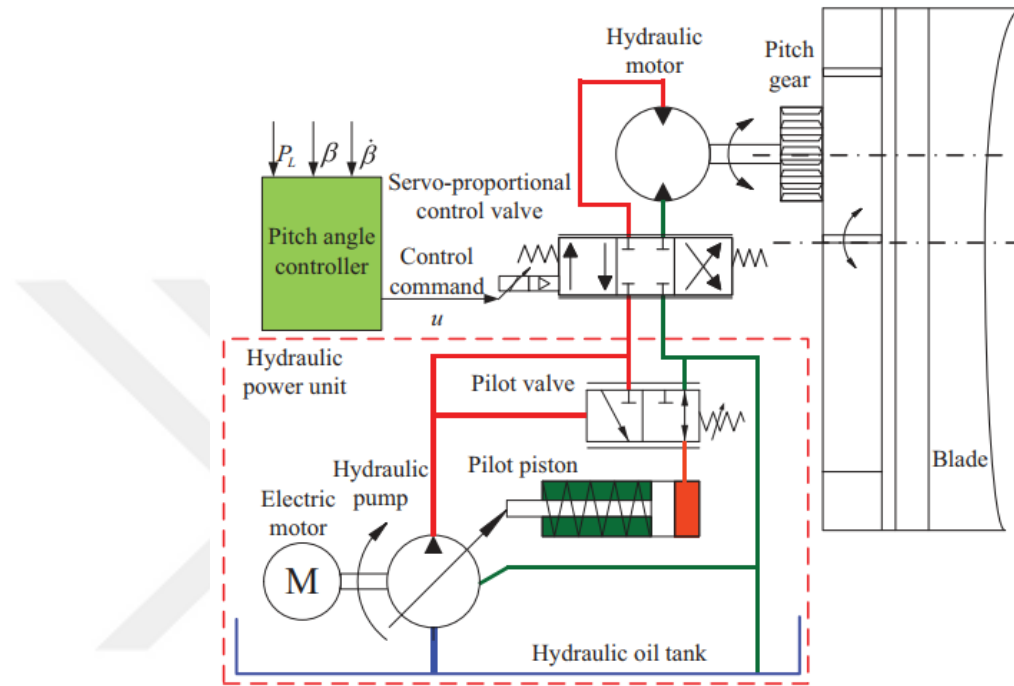 Hydraulic
motor
Pitch
gear
P_L β β̇
Servo-proportional
control valve
Pitch angle
controller
Control
command
u
Hydraulic
power unit
Pilot valve
Hydraulic
pump
Pilot piston
Electric
motor
Blade
M
Hydraulic oil tank